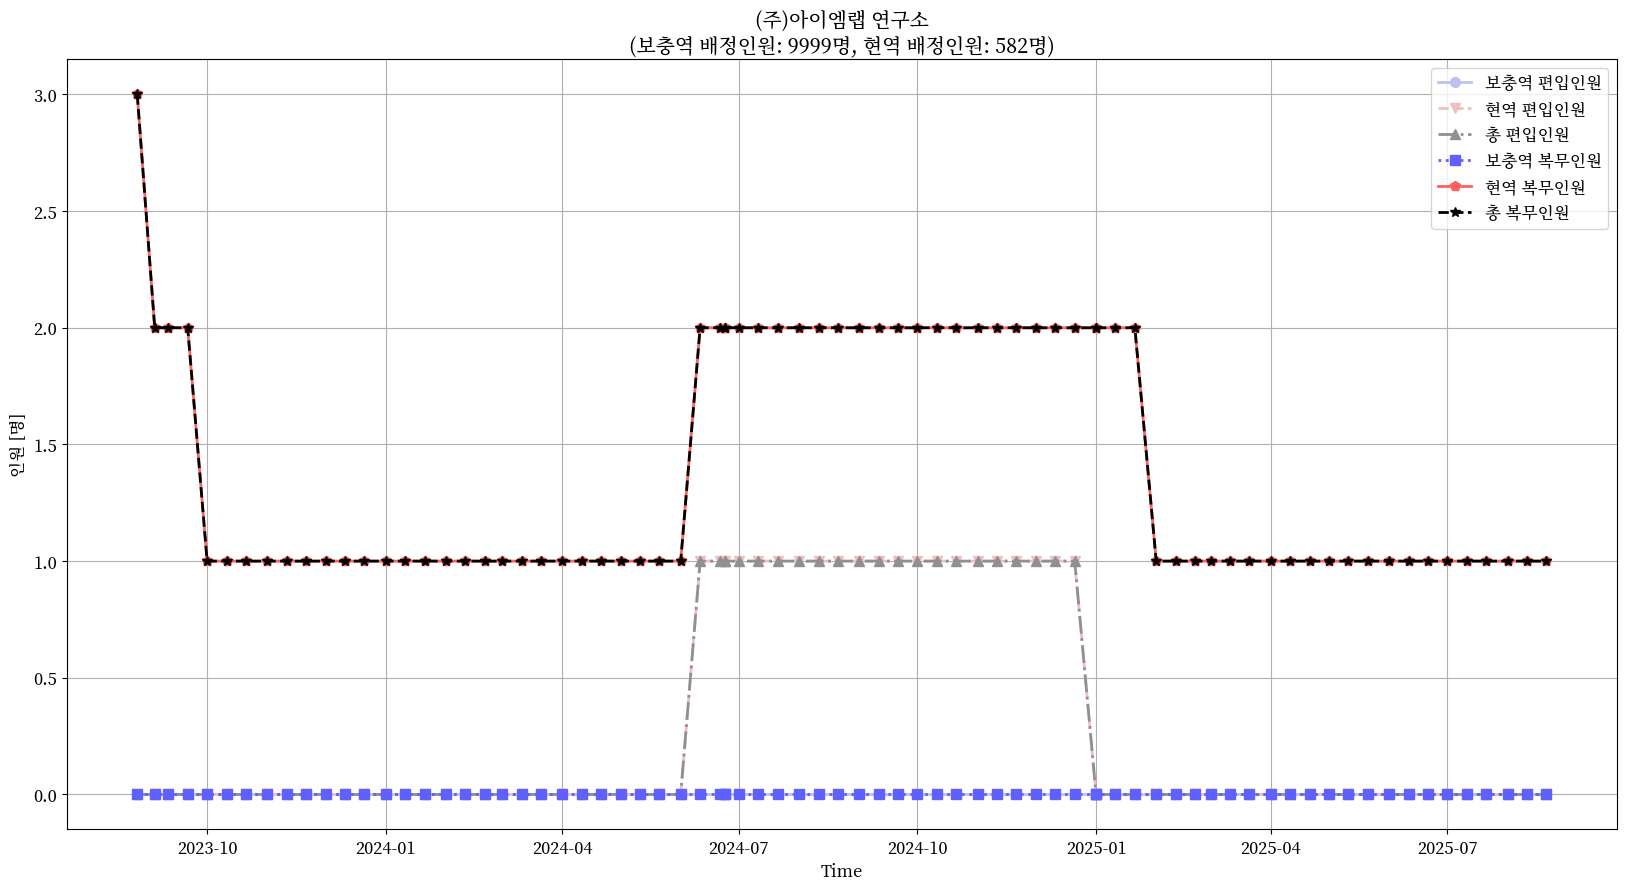 (주)아이엠랩 연구소
(보충역 배정인원: 9999명, 현역 배정인원: 582명)
보충역 편입인원
현역 편입인원
총 편입인원
보충역 복무인원
현역 복무인원
총 복무인원
3.0
2.5
2.0
1.5
1.0
0.5
0.0
인원 [명]
2023-10
2024-01
2024-04
2024-07
2024-10
2025-01
2025-04
2025-07
Time